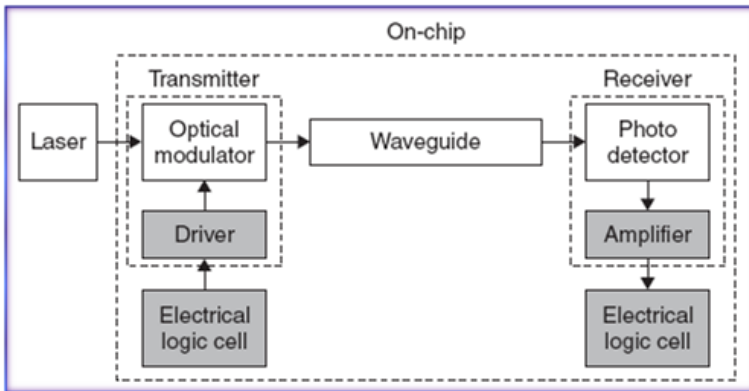 On-chip
Transmitter
Receiver
Laser
Optical
modulator
Waveguide
Photo
detector
Driver
Amplifier
Electrical
logic cell
Electrical
logic cell